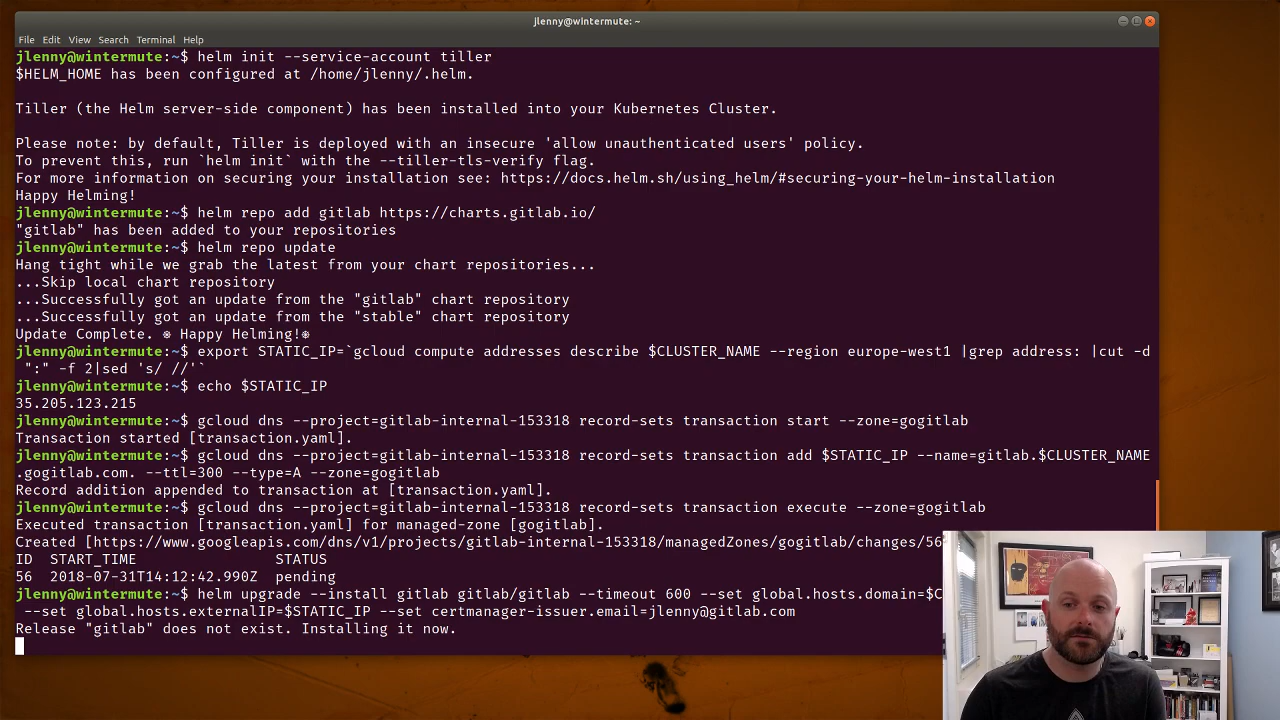 jlenny@wintermute: ~
File Edit View Search Terminal Help
jlenny@wintermute:~$ helm init --service-account tiller
$HELM_HOME has been configured at /home/jlenny/.helm.
Tiller (the Helm server-side component) has been installed into your Kubernetes Cluster.
Please note: by default, Tiller is deployed with an insecure 'allow unauthenticated users' policy.
To prevent this, run `helm init` with the --tiller-tls-verify flag.
For more information on securing your installation see: https://docs.helm.sh/using_helm/#securing-your-helm-installation
Happy Helming!
jlenny@wintermute:~$ helm repo add gitlab https://charts.gitlab.io/
"gitlab" has been added to your repositories
jlenny@wintermute:~$ helm repo update
Hang tight while we grab the latest from your chart repositories...
...Skip local chart repository
...Successfully got an update from the "gitlab" chart repository
...Successfully got an update from the "stable" chart repository
Update Complete. ⎈ Happy Helming!⎈
jlenny@wintermute:~$ export STATIC_IP=`gcloud compute addresses describe $CLUSTER_NAME --region europe-west1 |grep address: |cut -d
":" -f 2|sed 's/ //'`
jlenny@wintermute:~$ echo $STATIC_IP
35.205.123.215
jlenny@wintermute:~$ gcloud dns --project=gitlab-internal-153318 record-sets transaction start --zone=gogitlab
Transaction started [transaction.yaml].
jlenny@wintermute:~$ gcloud dns --project=gitlab-internal-153318 record-sets transaction add $STATIC_IP --name=gitlab.$CLUSTER_NAME
.gogitlab.com. --ttl=300 --type=A --zone=gogitlab
Record addition appended to transaction at [transaction.yaml].
jlenny@wintermute:~$ gcloud dns --project=gitlab-internal-153318 record-sets transaction execute --zone=gogitlab
Executed transaction [transaction.yaml] for managed-zone [gogitlab].
Created [https://www.googleapis.com/dns/v1/projects/gitlab-internal-153318/managedZones/gogitlab/changes/56
ID START_TIME STATUS
56 2018-07-31T14:12:42.990Z pending
jlenny@wintermute:~$ helm upgrade --install gitlab gitlab/gitlab --timeout 600 --set global.hosts.domain=$C
--set global.hosts.externalIP=$STATIC_IP --set certmanager-issuer.email=jlenny@gitlab.com
Release "gitlab" does not exist. Installing it now.